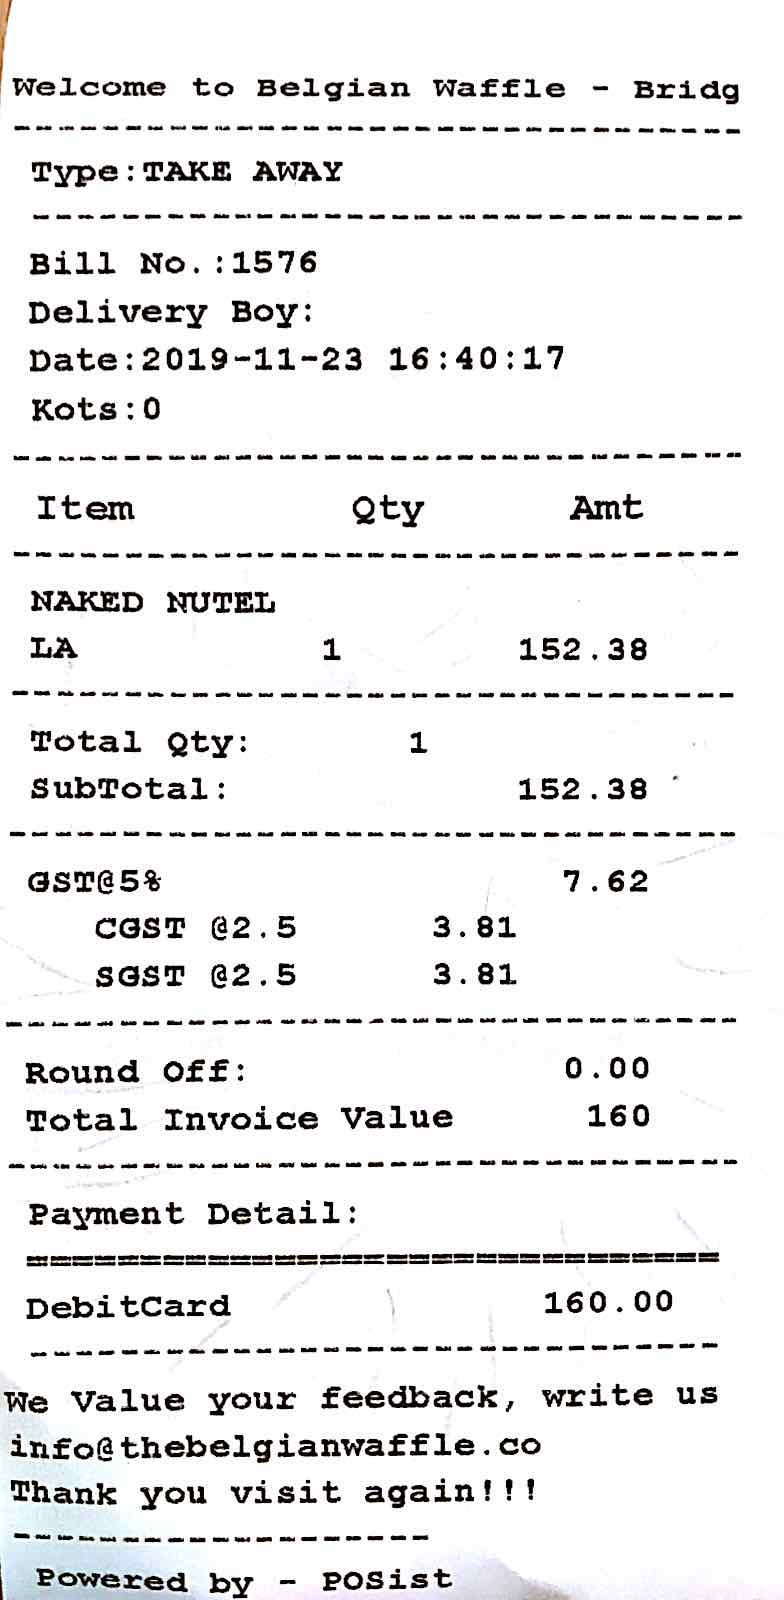 Welcome to Belgian Waffle - Bridg
Type:TAKE AWAY
Bill No.:1576
Delivery Boy:
Date:2019-11-23 16:40:17
Kots:0
Item Qty Amt
NAKED NUTEL
LA 1 152.38
Total Qty: 1
SubTotal: 152.38
GST@5% 7.62
CGST @2.5 3.81
SGST @2.5 3.81
Round Off: 0.00
Total Invoice Value 160
Payment Detail:
DebitCard 160.00
We Value your feedback, write us
info@thebelgianwaffle.co
Thank you visit again!!!
Powered by - POSist